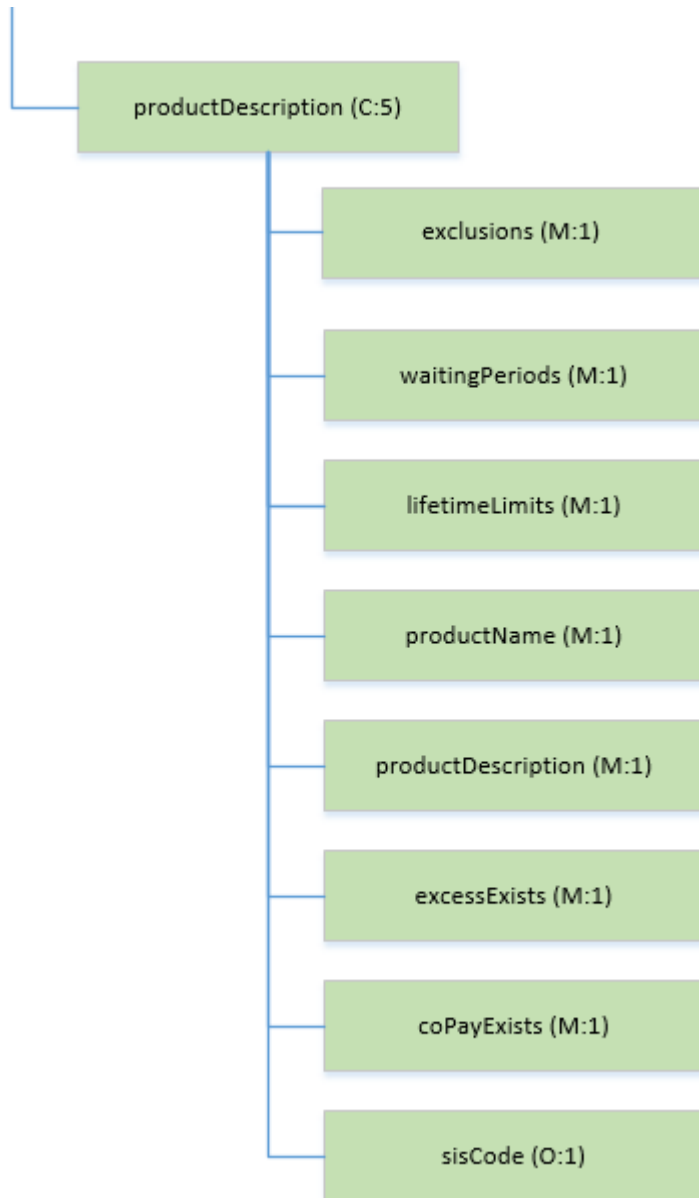 productDescription (C:5)
exclusions (M:1)
waitingPeriods (M:1)
lifetimeLimits (M:1)
productName (M:1)
productDescription (M:1)
excessExists (M:1)
coPayExists (M:1)
sisCode (O:1)